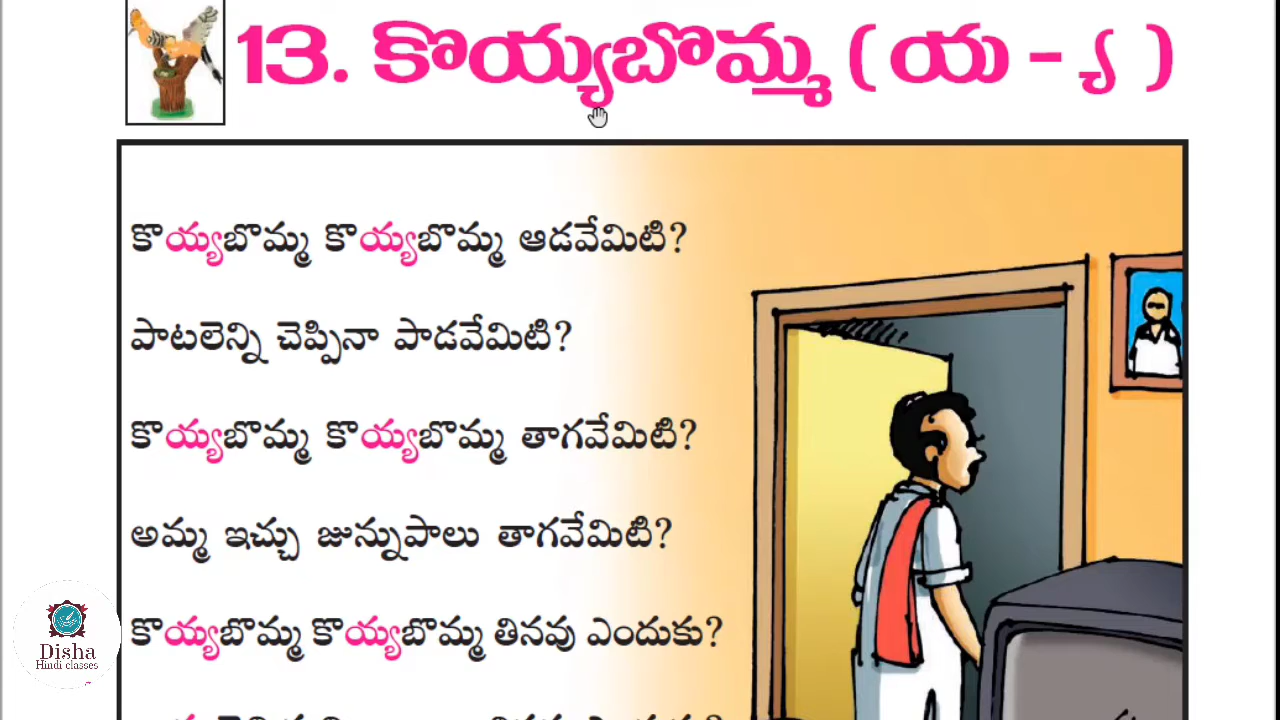 13. కొయ్యబొమ్మ ( య - ్య )
కొయ్యబొమ్మ కొయ్యబొమ్మ ఆడవేమిటి?
పాటలెన్ని చెప్పినా పాడవేమిటి?
కొయ్యబొమ్మ కొయ్యబొమ్మ తాగవేమిటి?
అమ్మ ఇచ్చు జున్నుపాలు తాగవేమిటి?
కొయ్యబొమ్మ కొయ్యబొమ్మ తినవు ఎందుకు?
Disha
Hindi classes